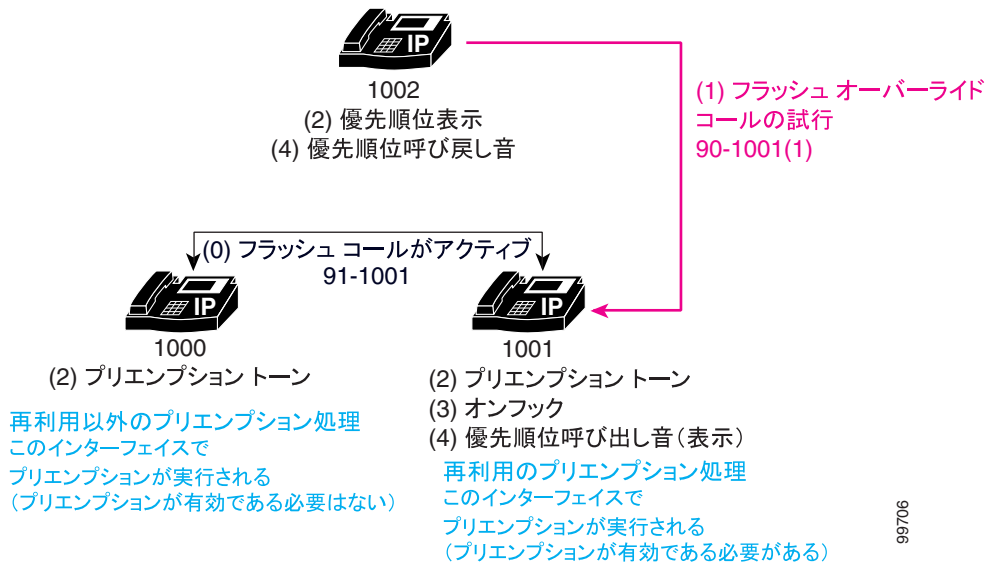 IP
1002
(2) 優先順位表示
(4) 優先順位呼び戻し音
(1) フラッシュ オーバーライド
コールの試行
90-1001(1)
(0) フラッシュ コールがアクティブ
91-1001
IP
1000
(2) プリエンプション トーン
再利用以外のプリエンプション処理
このインターフェイスで
プリエンプションが実行される
(プリエンプションが有効である必要はない)
IP
1001
(2) プリエンプション トーン
(3) オンフック
(4) 優先順位呼び出し音(表示)
再利用のプリエンプション処理
このインターフェイスで
プリエンプションが実行される
(プリエンプションが有効である必要がある)
99706